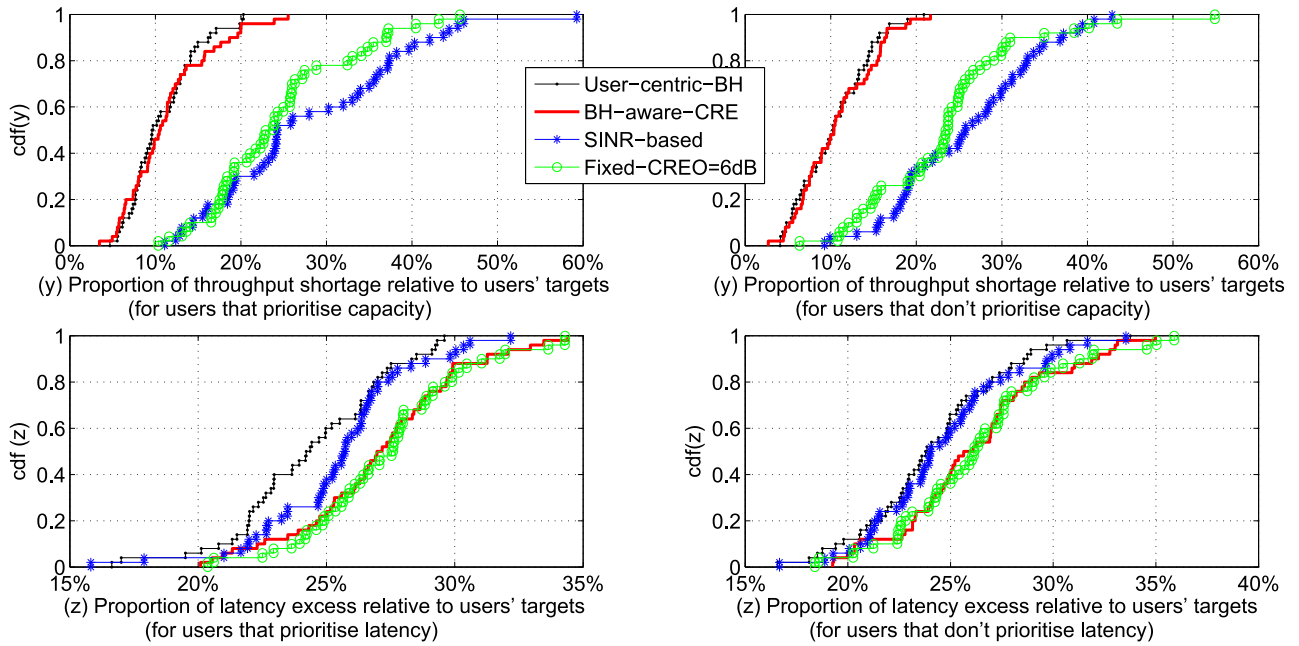 1
0.8
0.6
0.4
0.2
0
cdf(y)
0% 10% 20% 30% 40% 50% 60%
(y) Proportion of throughput shortage relative to users' targets
(for users that prioritise capacity)
User−centric−BH
BH−aware−CRE
SINR−based
Fixed−CREO=6dB
1
0.8
0.6
0.4
0.2
0
0% 10% 20% 30% 40% 50% 60%
(y) Proportion of throughput shortage relative to users' targets
(for users that don't prioritise capacity)
1
0.8
0.6
0.4
0.2
0
cdf (z)
15% 20% 25% 30% 35%
(z) Proportion of latency excess relative to users' targets
(for users that prioritise latency)
1
0.8
0.6
0.4
0.2
0
cdf(z)
15% 20% 25% 30% 35% 40%
(z) Proportion of latency excess relative to users' targets
(for users that don't prioritise latency)